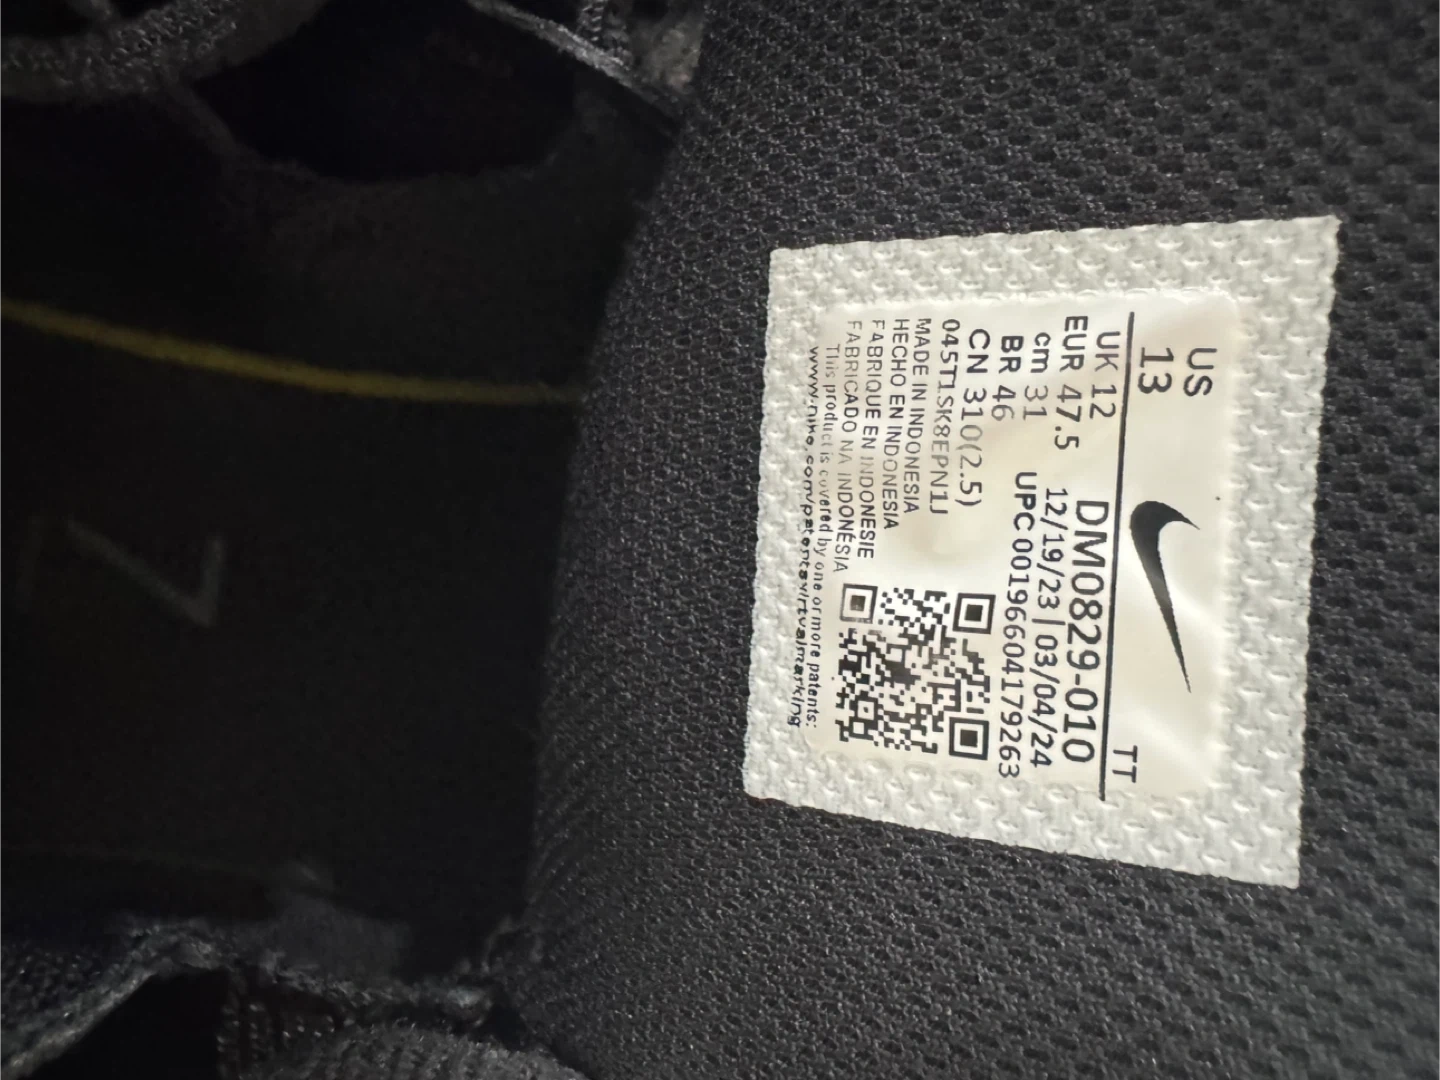 US
13
TT
UK 12
EUR 47.5
cm 31
BR 46
CN 310(2.5)
DM0829-010
12/19/23 | 03/04/24
UPC 00196604179263
045T1SK8EPN1J
MADE IN INDONESIA
HECHO EN INDONESIA
FABRIQUE EN INDONESIE
FABRICADO NA INDONÉSIA
This product is covered by one or more patents:
www.nike.com/patents/virtualmarking